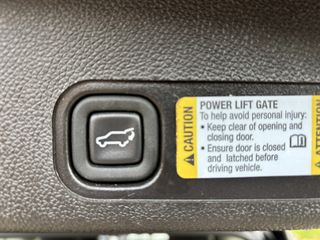 CAUTION
POWER LIFT GATE
To help avoid personal injury:
• Keep clear of opening and
closing door.
• Ensure door is closed
and latched before
driving vehicle.
ATTENTION